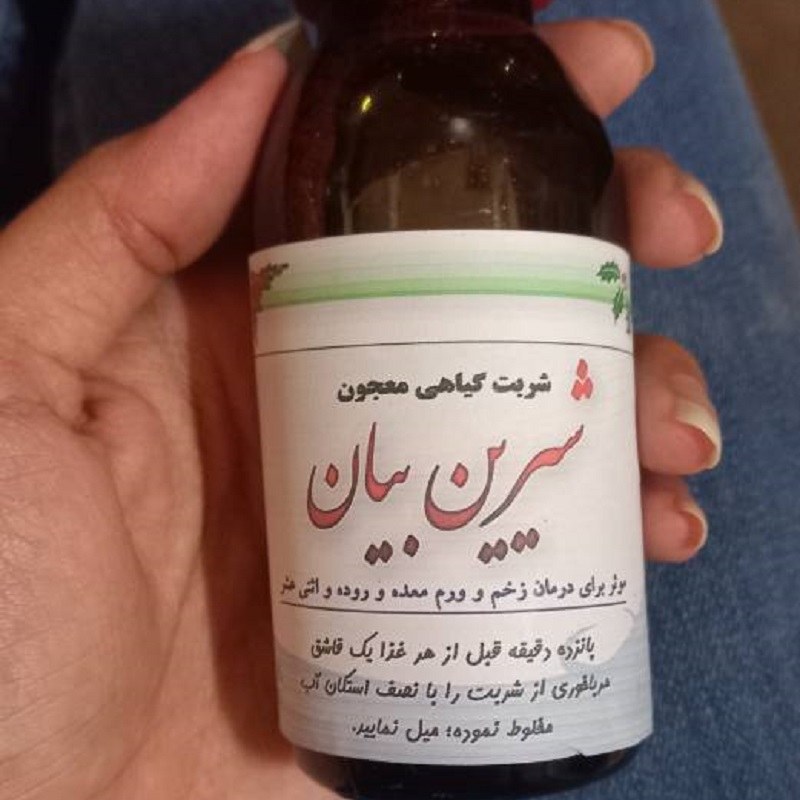 شربت گیاهی معجون
شیرین بیان
موثر برای درمان زخم و ورم معده و روده و اثنی عشر
پانزده دقیقه قبل از هر غذا یک قاشق
مرباخوری از شربت را با نصف استکان آب
مخلوط نموده؛ میل نمایید.